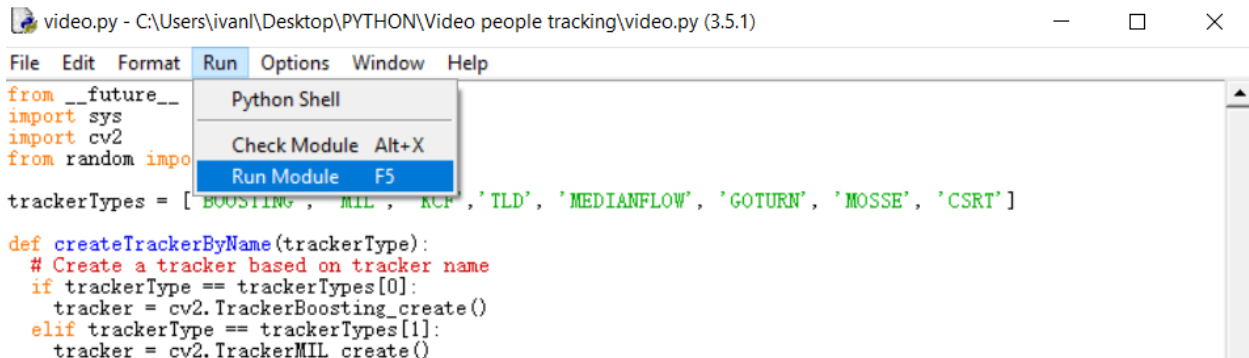 video.py - C:\Users\ivanl\Desktop\PYTHON\Video people tracking\video.py (3.5.1)
File Edit Format Run Options Window Help
from __future__
Python Shell
import sys
import cv2
Check Module Alt+X
from random impo
Run Module F5
trackerTypes = ['BOOSTING', 'MIL', 'KCF','TLD', 'MEDIANFLOW', 'GOTURN', 'MOSSE', 'CSRT']
def createTrackerByName(trackerType):
# Create a tracker based on tracker name
if trackerType == trackerTypes[0]:
tracker = cv2.TrackerBoosting_create()
elif trackerType == trackerTypes[1]:
tracker = cv2.TrackerMIL_create()